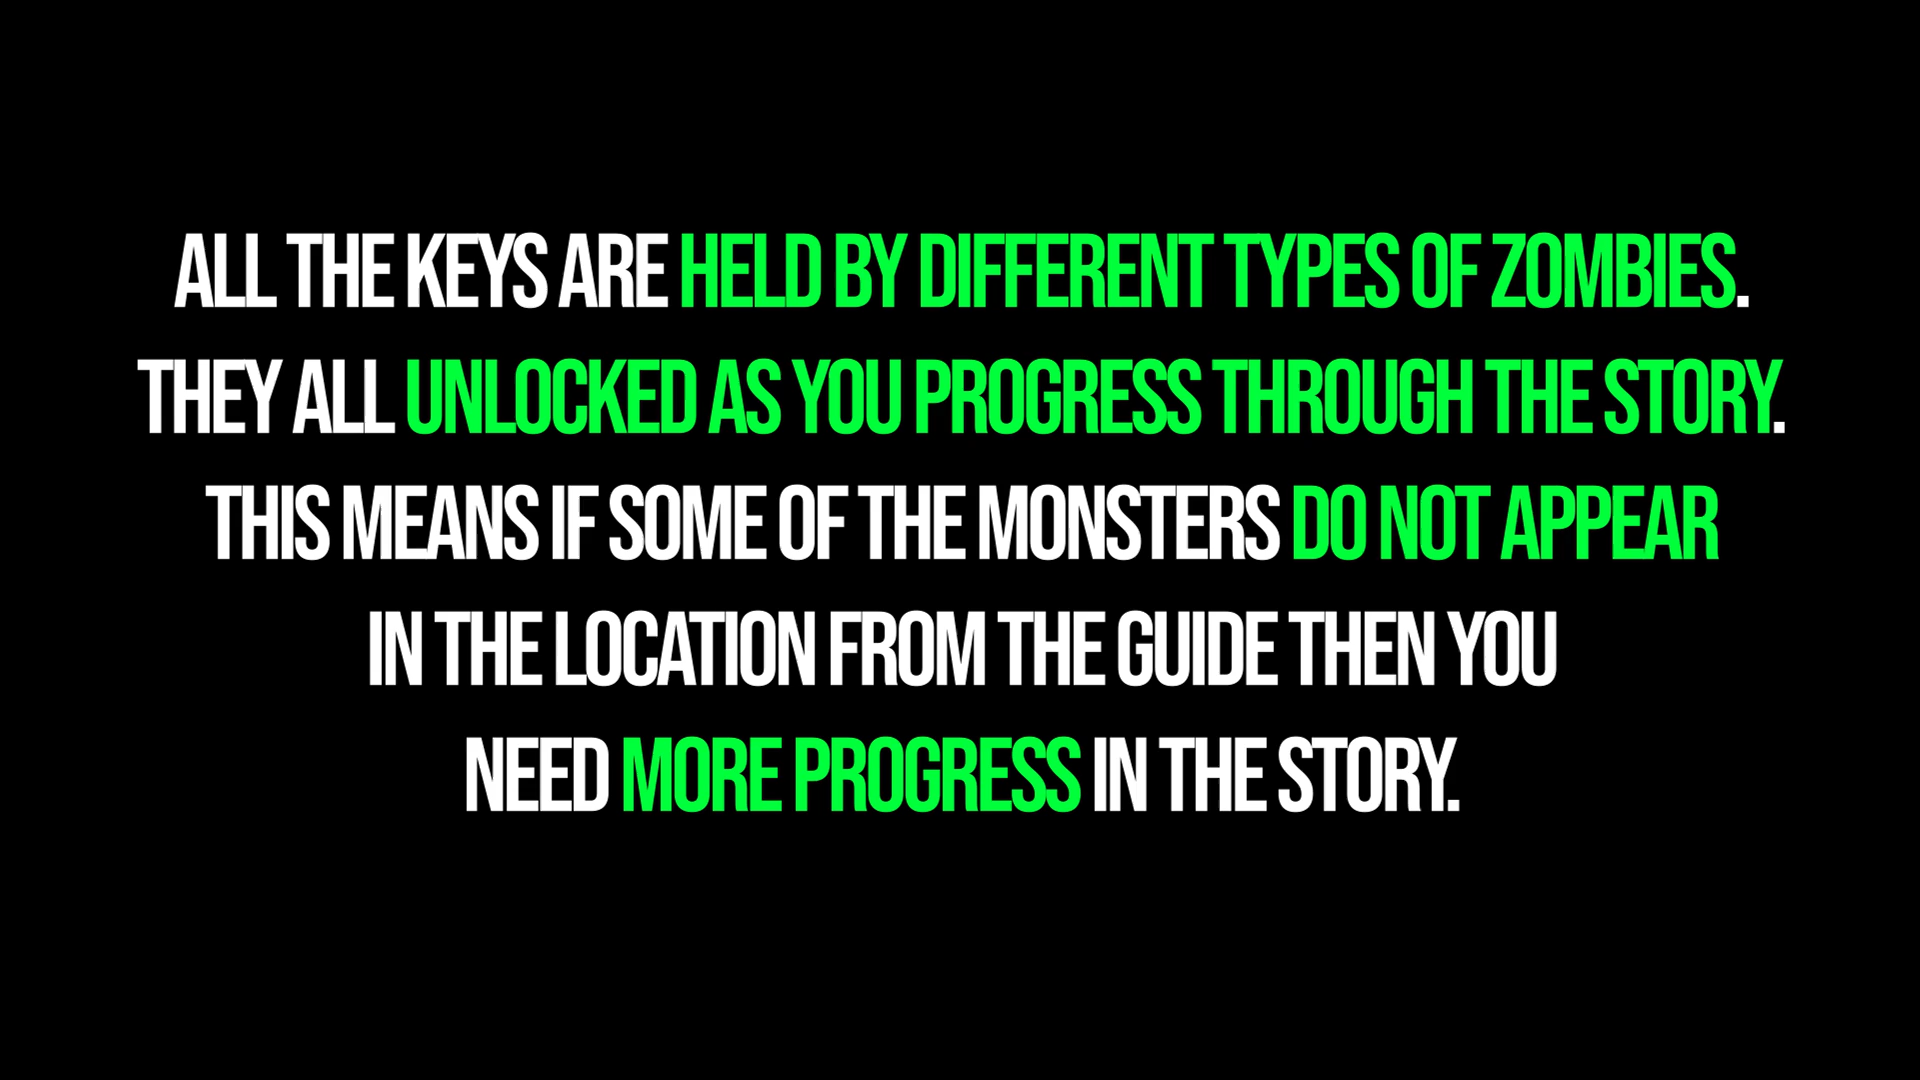 ALL THE KEYS ARE HELD BY DIFFERENT TYPES OF ZOMBIES.
THEY ALL UNLOCKED AS YOU PROGRESS THROUGH THE STORY.
THIS MEANS IF SOME OF THE MONSTERS DO NOT APPEAR
IN THE LOCATION FROM THE GUIDE THEN YOU
NEED MORE PROGRESS IN THE STORY.